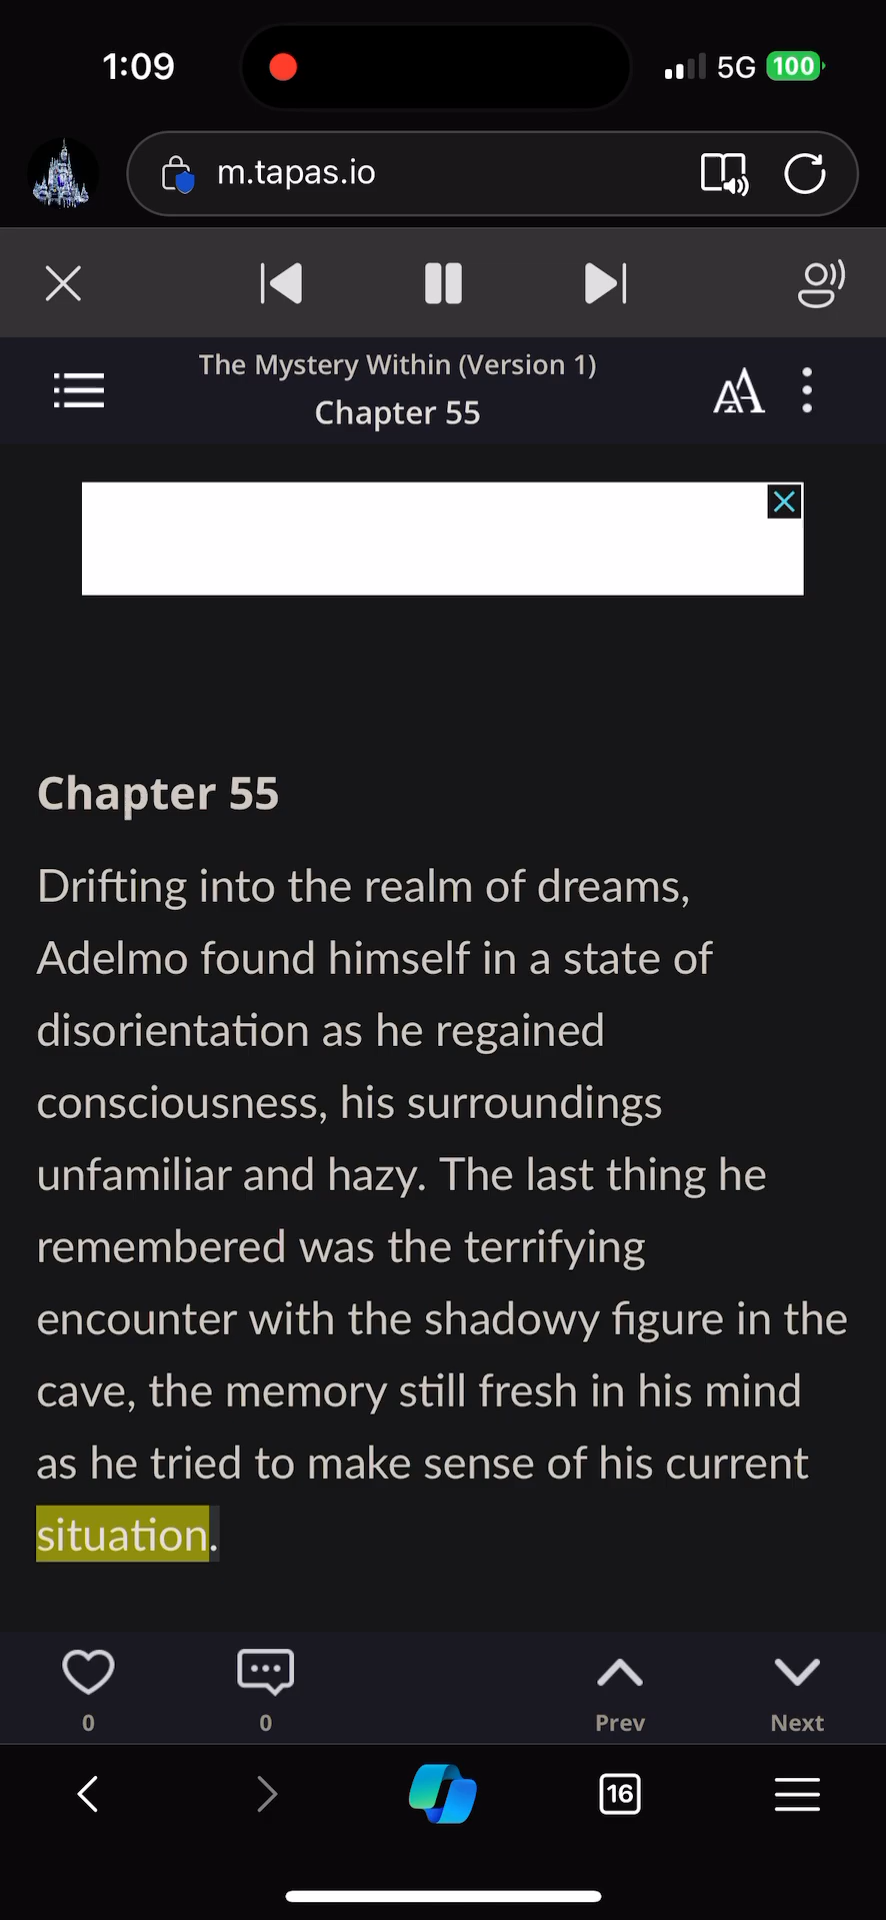 1:09
5G
100
m.tapas.io
The Mystery Within (Version 1)
Chapter 55
AA
Chapter 55
Drifting into the realm of dreams,
Adelmo found himself in a state of
disorientation as he regained
consciousness, his surroundings
unfamiliar and hazy. The last thing he
remembered was the terrifying
encounter with the shadowy figure in the
cave, the memory still fresh in his mind
as he tried to make sense of his current
situation.
0
0
Prev
Next
16